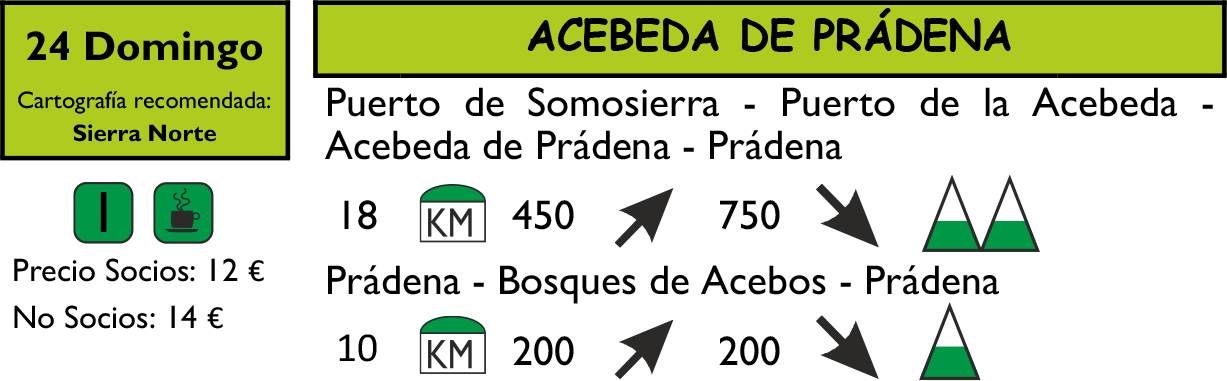 24 Domingo
Cartografía recomendada:
Sierra Norte
I
Precio Socios: 12 €
No Socios: 14 €
ACEBEDA DE PRÁDENA
Puerto de Somosierra - Puerto de la Acebeda -
Acebeda de Prádena - Prádena
18 KM 450 750
Prádena - Bosques de Acebos - Prádena
10 KM 200 200